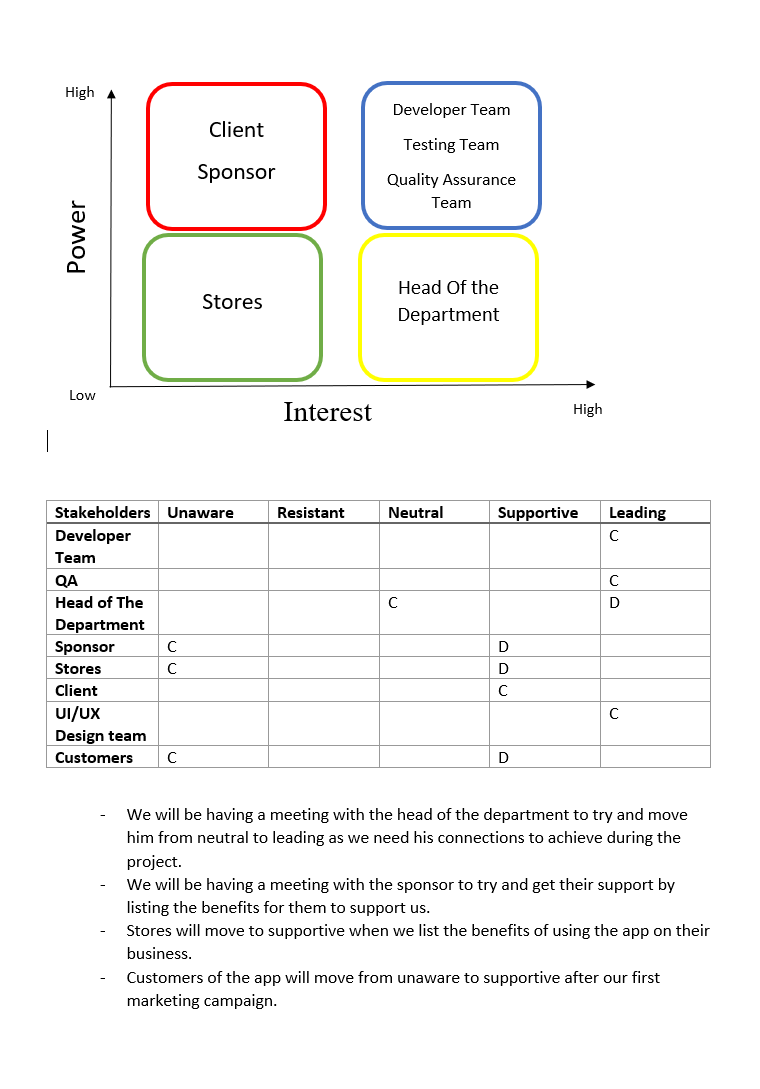 High
Client
Sponsor
Developer Team
Testing Team
Quality Assurance
Team
Power
Stores
Head Of the
Department
Low
Interest
High
Stakeholders Unaware Resistant Neutral Supportive Leading
Developer C
Team
QA C
Head of The C D
Department
Sponsor C D
Stores C D
Client C
UI/UX C
Design team
Customers C D
- We will be having a meeting with the head of the department to try and move
him from neutral to leading as we need his connections to achieve during the
project.
- We will be having a meeting with the sponsor to try and get their support by
listing the benefits for them to support us.
- Stores will move to supportive when we list the benefits of using the app on their
business.
- Customers of the app will move from unaware to supportive after our first
marketing campaign.